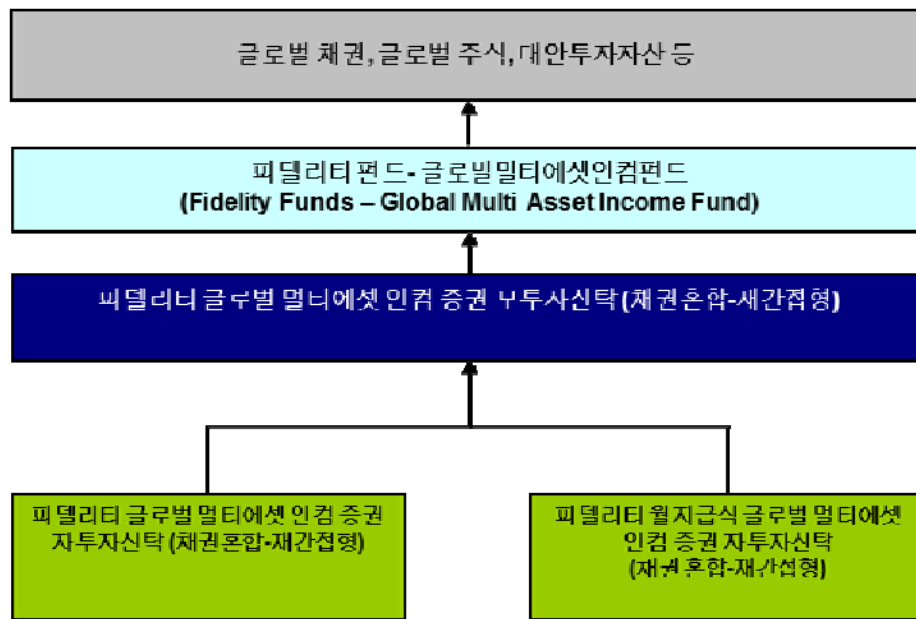 글로벌 채권, 글로벌 주식, 대안투자자산 등
피델리티 펀드- 글로벌멀티에셋인컴펀드
(Fidelity Funds – Global Multi Asset Income Fund)
피델리티 글로벌 멀티에셋 인컴 증권 모투자신탁 (채권혼합-재간접형)
피델리티 글로벌 멀티에셋 인컴 증권
자투자신탁 (채권혼합-재간접형)
피델리티 월지급식 글로벌 멀티에셋
인컴 증권 자투자신탁
(채권 혼합-재간접형)